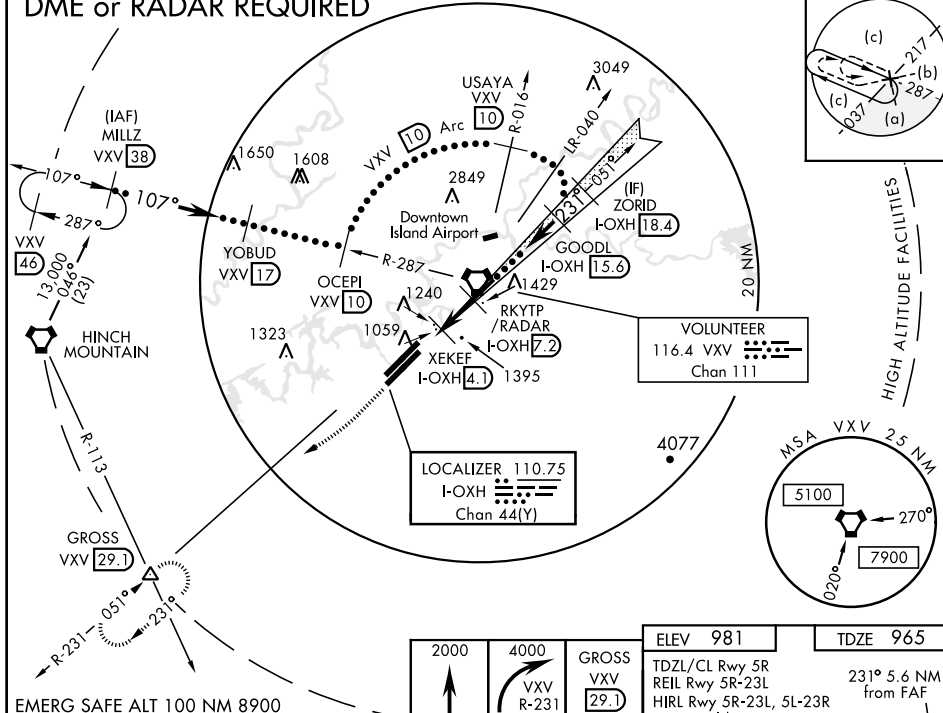 DME or RADAR REQUIRED
(c)
217
(b)
287
(c)
(a)
037
3049
USAYA
VXV 10
R-016
LR-040
(IAF)
MILLZ
VXV 38
1650
1608
VXV 10 Arc
2849
051°
107°
107°
287°
231°
(IF)
ZORID
I-OXH 18.4
Downtown
Island Airport
GOODL
I-OXH 15.6
VXV
46
13,000
046°
(23)
YOBUD
VXV 17
R-287
OCEPI
VXV 10
1240
1429
20 NM
HIGH ALTITUDE FACILITIES
HINCH
MOUNTAIN
1323
1059
RKYTP
/RADAR
I-OXH 7.2
XEKEF
I-OXH 4.1
1395
VOLUNTEER
116.4 VXV
Chan 111
R-113
4077
MSA VXV 25 NM
5100
270°
7900
020°
LOCALIZER 110.75
I-OXH
Chan 44(Y)
GROSS
VXV 29.1
051°
231°
R-231
EMERG SAFE ALT 100 NM 8900
2000
4000
VXV
R-231
GROSS
VXV
29.1
ELEV 981
TDZE 965
TDZL/CL Rwy 5R
REIL Rwy 5R-23L
HIRL Rwy 5R-23L, 5L-23R
231° 5.6 NM
from FAF